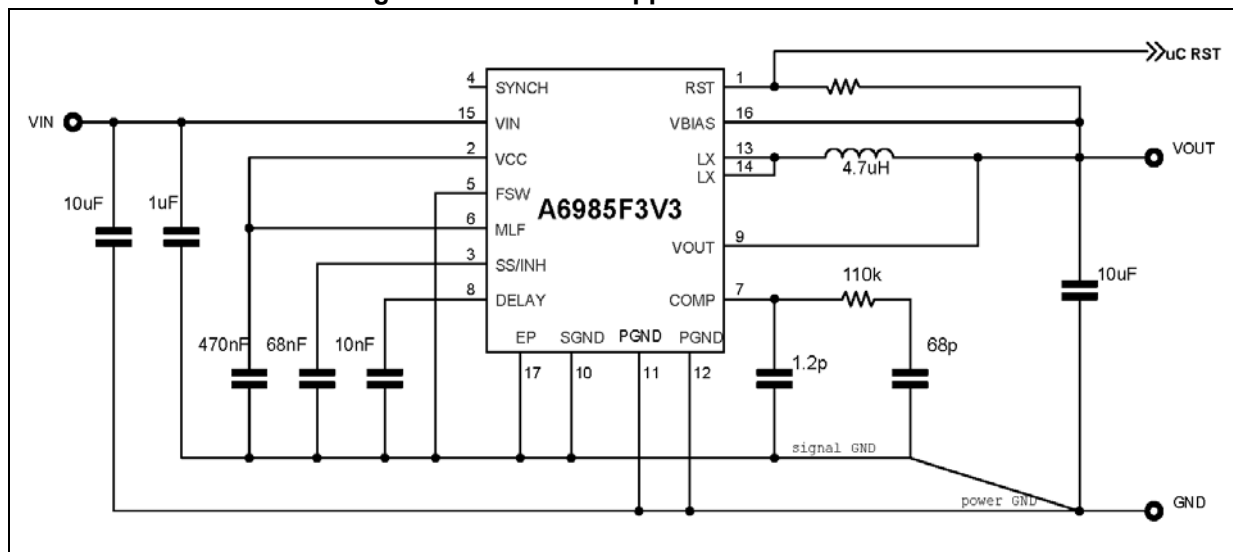 uC RST
4 SYNCH
RST 1
15 VIN
VBIAS 16
VIN
2 VCC
LX 13
LX 14
4.7uH
VOUT
5 FSW
A6985F3V3
10uF
1uF
6 MLF
VOUT 9
3 SS/INH
110k
10uF
8 DELAY
COMP 7
EP SGND PGND PGND
470nF 68nF 10nF
17 10 11 12
1.2p
68p
signal GND
power GND
GND